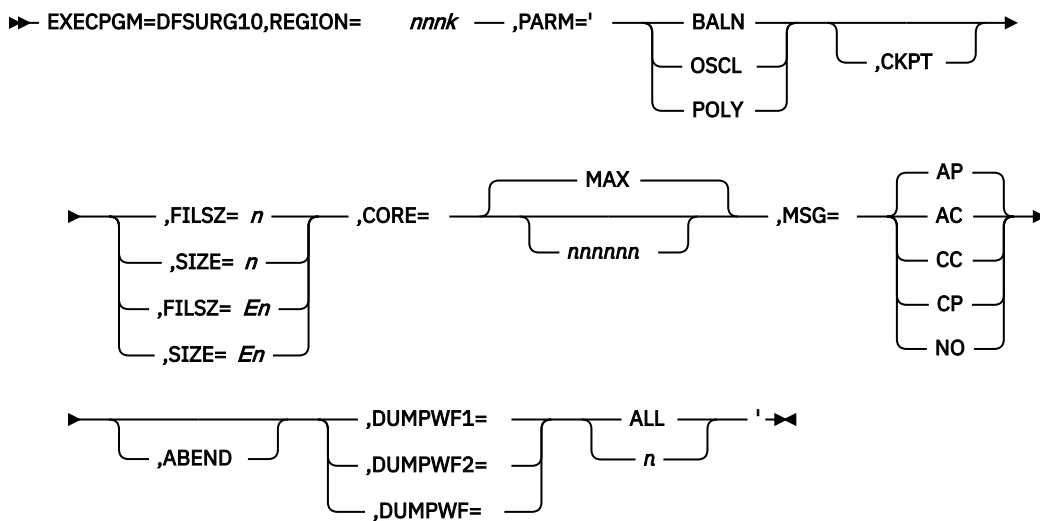 EXECPGM=DFSURG10,REGION= nnnk ,PARM=' BALN
OSCL
POLY
,CKPT
,FILSZ= n
,SIZE= n
,FILSZ= En
,SIZE= En
,CORE=
MAX
nnnnnn
,MSG=
AP
AC
CC
CP
NO
,ABEND
,DUMPWF1=
,DUMPWF2=
,DUMPWF=
ALL
n
'